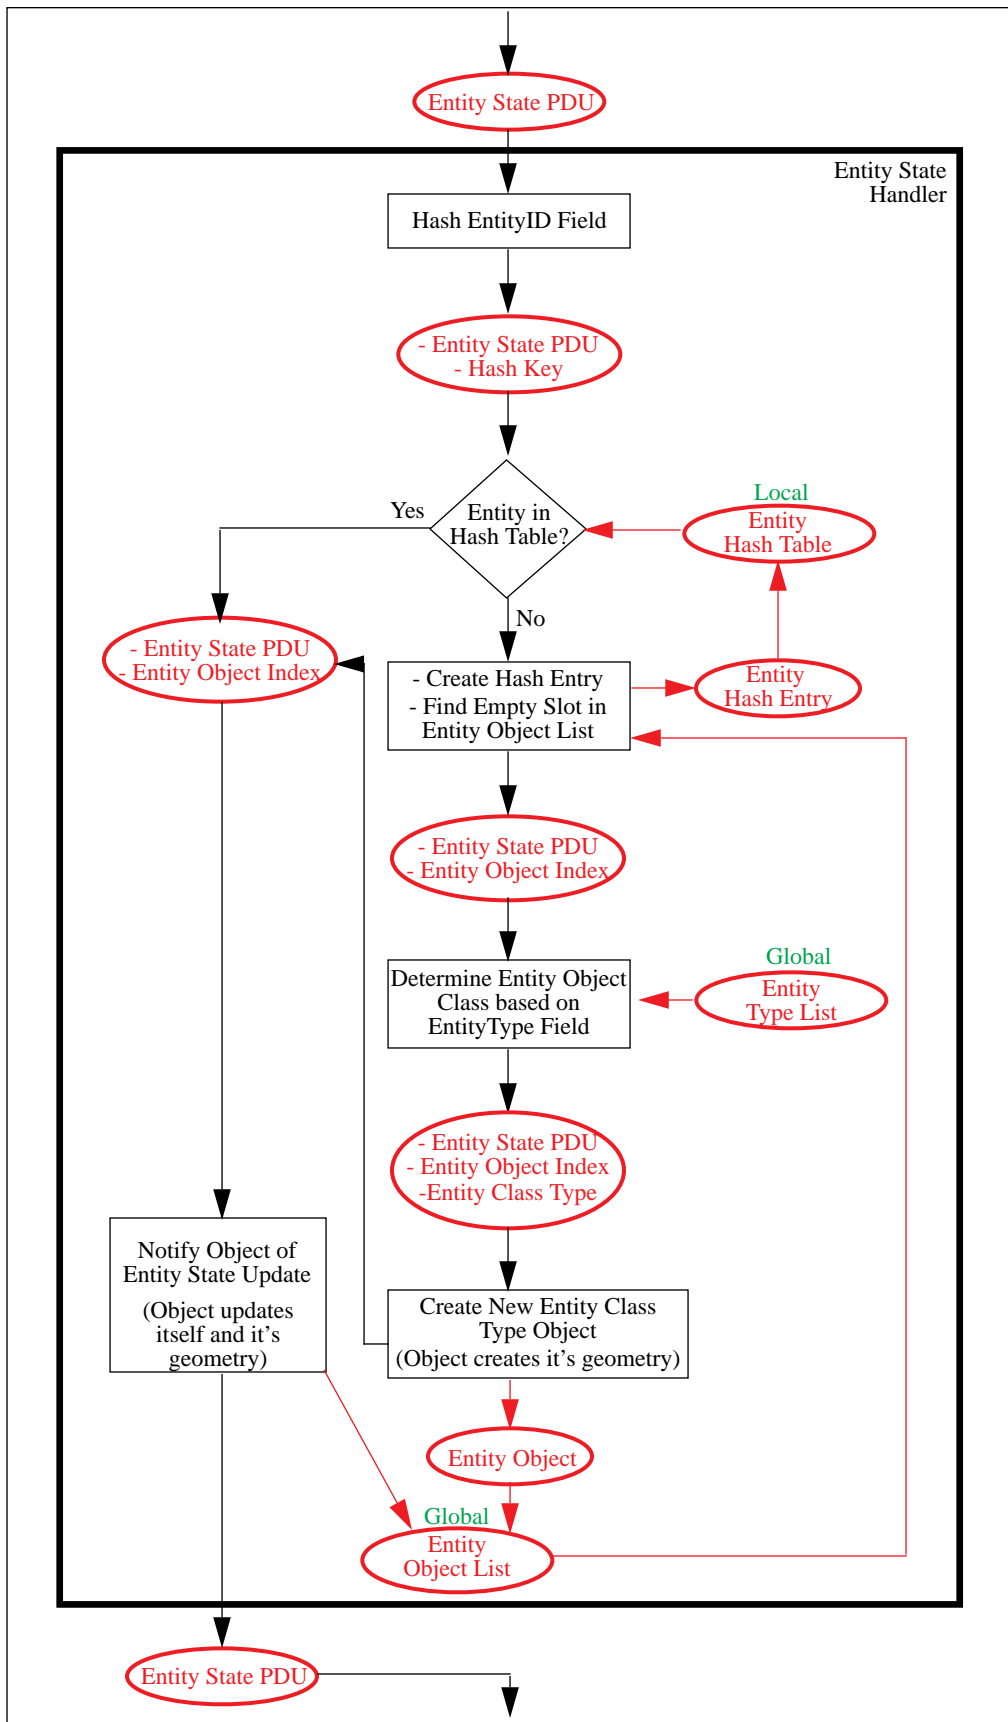 Entity State PDU
Entity State
Handler
Hash EntityID Field
- Entity State PDU
- Hash Key
Yes
Entity in
Hash Table?
Local
Entity
Hash Table
No
- Entity State PDU
- Entity Object Index
- Create Hash Entry
- Find Empty Slot in
Entity Object List
Entity
Hash Entry
- Entity State PDU
- Entity Object Index
Determine Entity Object
Class based on
EntityType Field
Global
Entity
Type List
- Entity State PDU
- Entity Object Index
-Entity Class Type
Notify Object of
Entity State Update
(Object updates
itself and it's
geometry)
Create New Entity Class
Type Object
(Object creates it's geometry)
Entity Object
Global
Entity
Object List
Entity State PDU